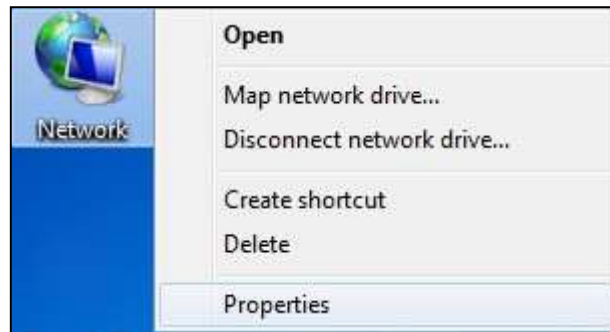 Network
Open
Map network drive...
Disconnect network drive...
Create shortcut
Delete
Properties